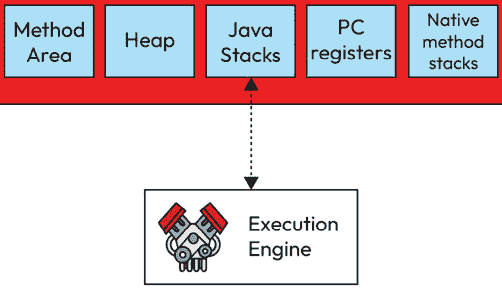 Method
Area
Heap
Java
Stacks
PC
registers
Native
method
stacks
Execution
Engine